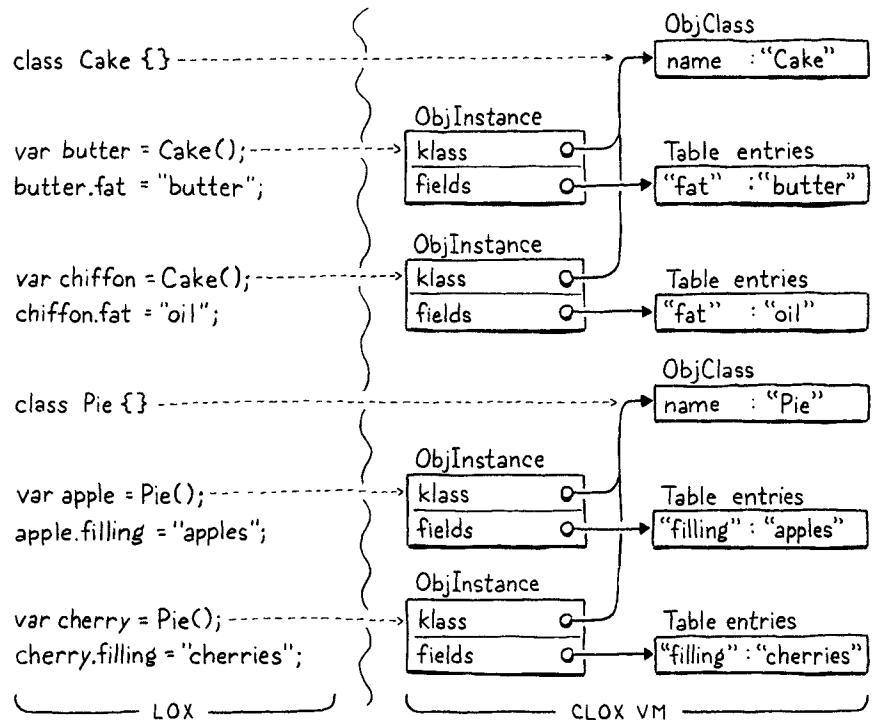 ObjClass
class Cake {}
name : "Cake"
ObjInstance
var butter = Cake();
klass
Table entries
butter.fat = "butter";
fields
"fat" : "butter"
ObjInstance
var chiffon = Cake();
klass
Table entries
chiffon.fat = "oil";
fields
"fat" : "oil"
ObjClass
class Pie {}
name : "Pie"
ObjInstance
var apple = Pie();
klass
Table entries
apple.filling = "apples";
fields
"filling" : "apples"
ObjInstance
var cherry = Pie();
klass
Table entries
cherry.filling = "cherries";
fields
"filling" : "cherries"
LOX
CLOX VM